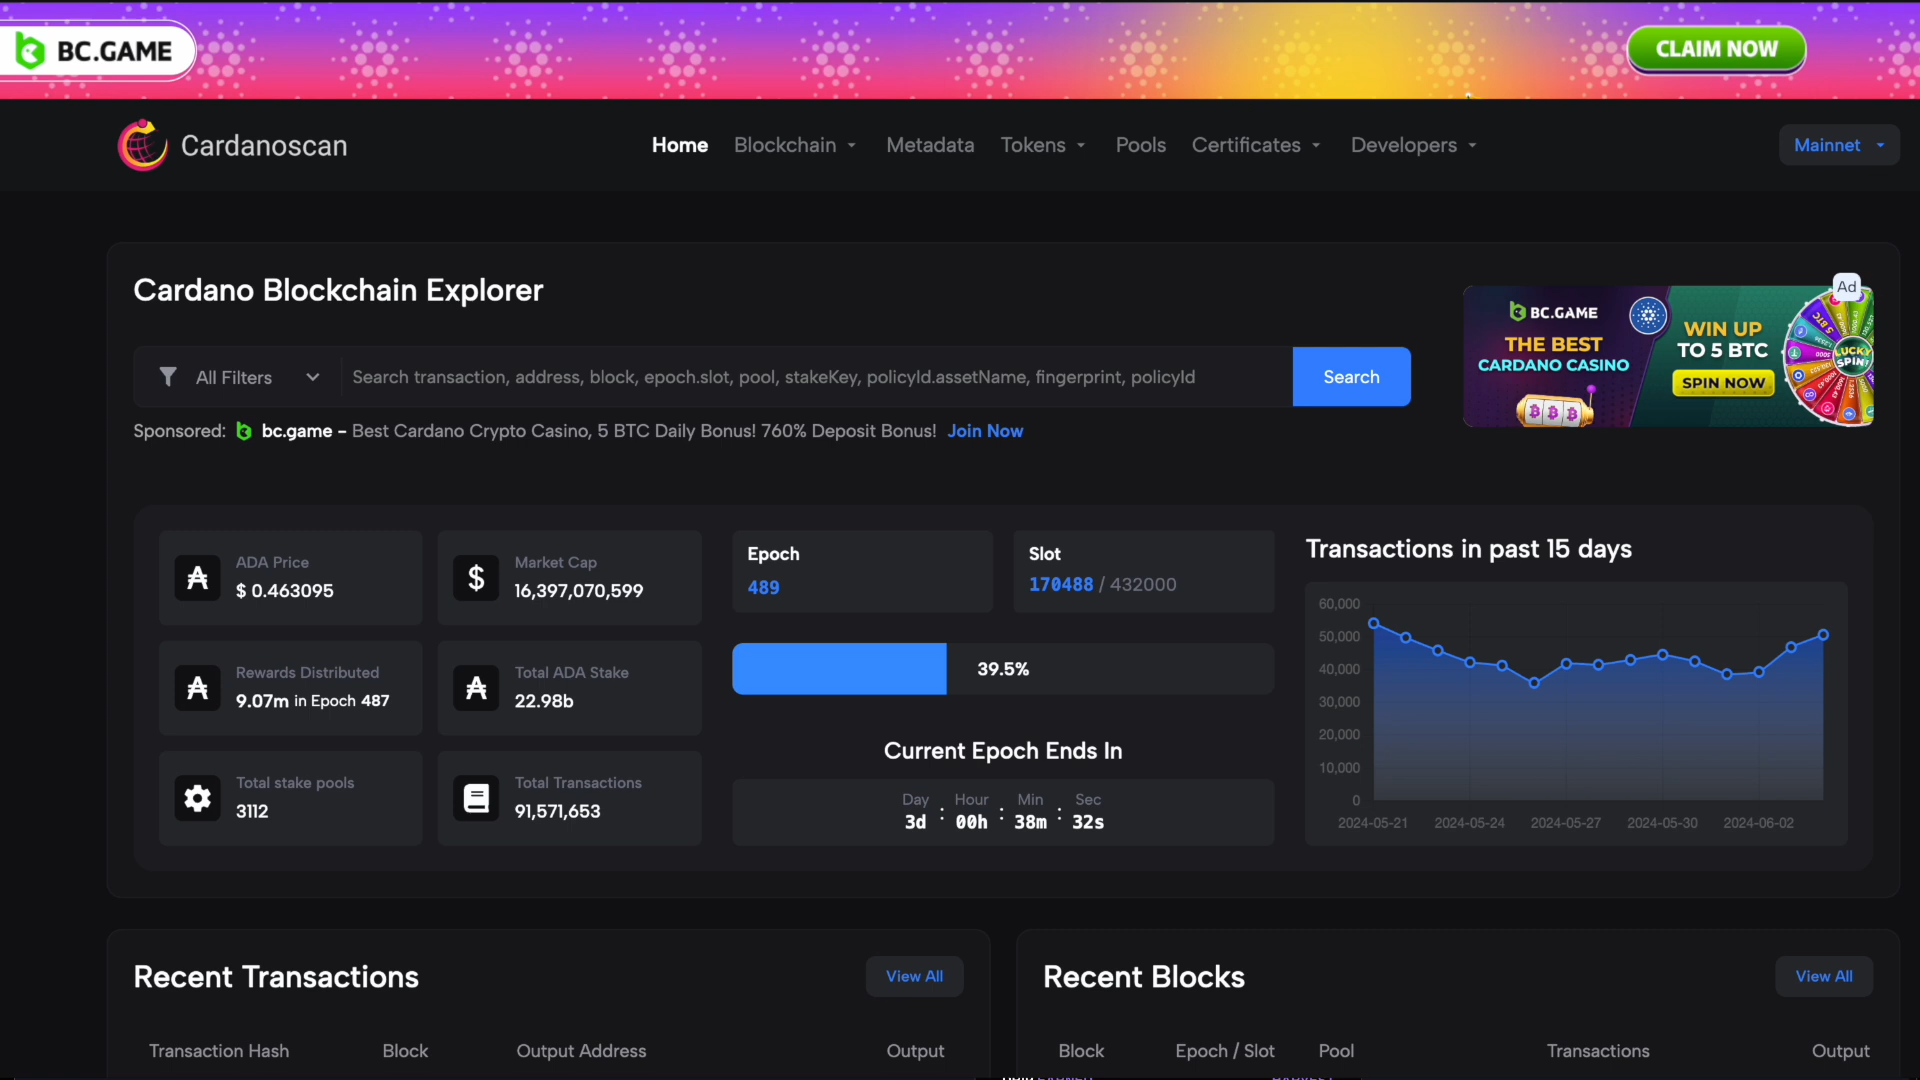 BC.GAME
CLAIM NOW
Cardanoscan
Home
Blockchain
Metadata
Tokens
Pools
Certificates
Developers
Mainnet
Cardano Blockchain Explorer
All Filters
Search transaction, address, block, epoch.slot, pool, stakeKey, policyId.assetName, fingerprint, policyId
Search
Sponsored: bc.game – Best Cardano Crypto Casino, 5 BTC Daily Bonus! 760% Deposit Bonus! Join Now
Ad
BC.GAME
THE BEST
CARDANO CASINO
WIN UP
TO 5 BTC
SPIN NOW
LUCKY
SPIN!
ADA Price
$ 0.463095
Market Cap
16,397,070,599
Rewards Distributed
9.07m in Epoch 487
Total ADA Stake
22.98b
Total stake pools
3112
Total Transactions
91,571,653
Epoch
489
Slot
170488 / 432000
39.5%
Current Epoch Ends In
Day : Hour : Min : Sec
3d 00h 38m 32s
Transactions in past 15 days
60,000
50,000
40,000
30,000
20,000
10,000
0
2024-05-21 2024-05-24 2024-05-27 2024-05-30 2024-06-02
Recent Transactions
View All
Transaction Hash Block Output Address Output
Recent Blocks
View All
Block Epoch / Slot Pool Transactions Output